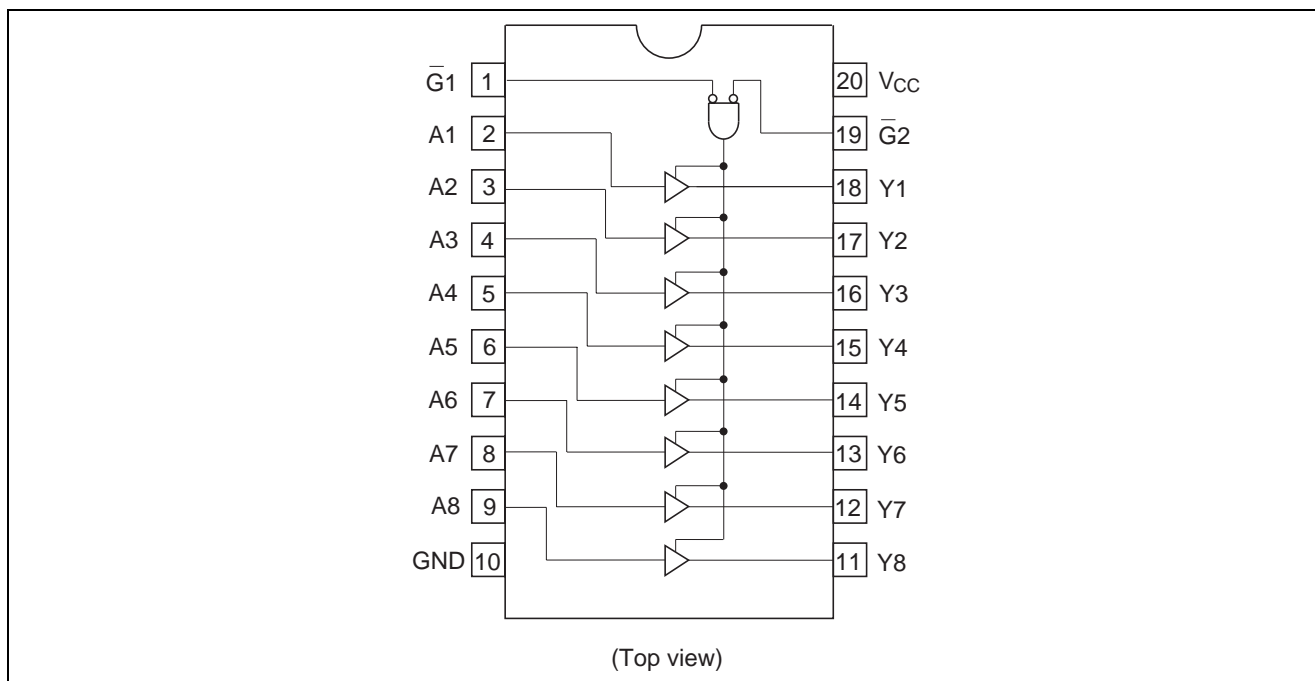 G̅1 1 20 VCC
A1 2 19 G̅2
A2 3 18 Y1
A3 4 17 Y2
A4 5 16 Y3
A5 6 15 Y4
A6 7 14 Y5
A7 8 13 Y6
A8 9 12 Y7
GND 10 11 Y8
(Top view)